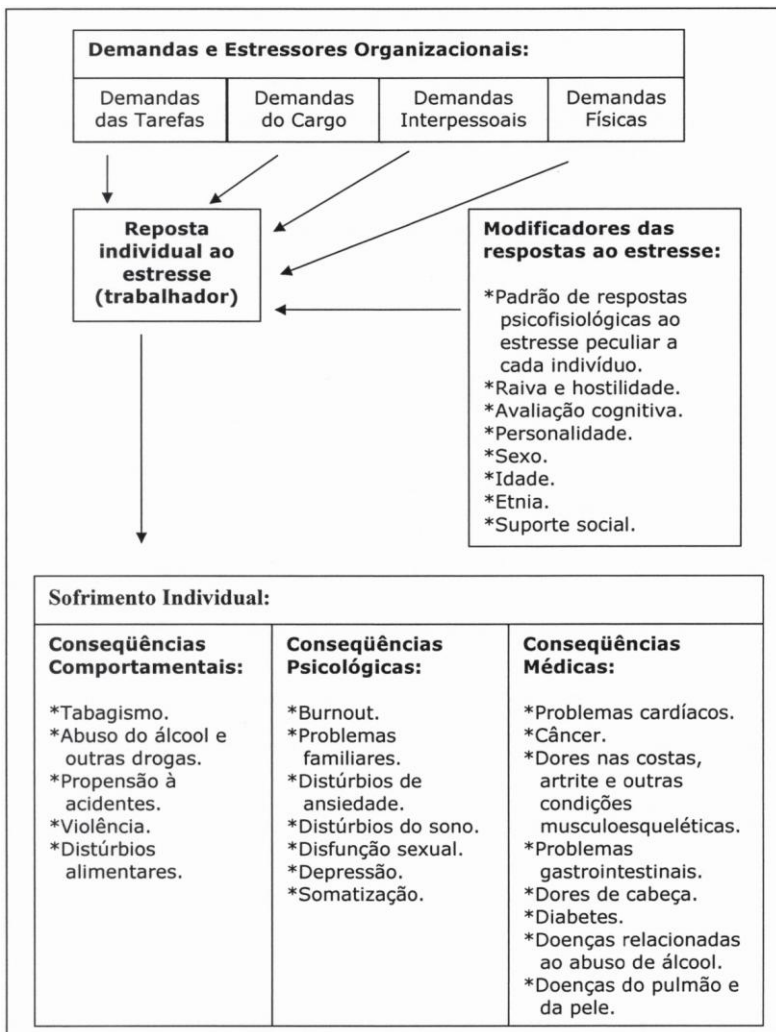 Demandas e Estressores Organizacionais:
Demandas
das Tarefas
Demandas
do Cargo
Demandas
Interpessoais
Demandas
Físicas
Reposta
individual ao
estresse
(trabalhador)
Modificadores das
respostas ao estresse:
*Padrão de respostas
psicofisiológicas ao
estresse peculiar a
cada indivíduo.
*Raiva e hostilidade.
*Avaliação cognitiva.
*Personalidade.
*Sexo.
*Idade.
*Etnia.
*Suporte social.
Sofrimento Individual:
Conseqüências
Comportamentais:
*Tabagismo.
*Abuso do álcool e
outras drogas.
*Propensão à
acidentes.
*Violência.
*Distúrbios
alimentares.
Conseqüências
Psicológicas:
*Burnout.
*Problemas
familiares.
*Distúrbios de
ansiedade.
*Distúrbios do sono.
*Disfunção sexual.
*Depressão.
*Somatização.
Conseqüências
Médicas:
*Problemas cardíacos.
*Câncer.
*Dores nas costas,
artrite e outras
condições
musculoesqueléticas.
*Problemas
gastrointestinais.
*Dores de cabeça.
*Diabetes.
*Doenças relacionadas
ao abuso de álcool.
*Doenças do pulmão e
da pele.